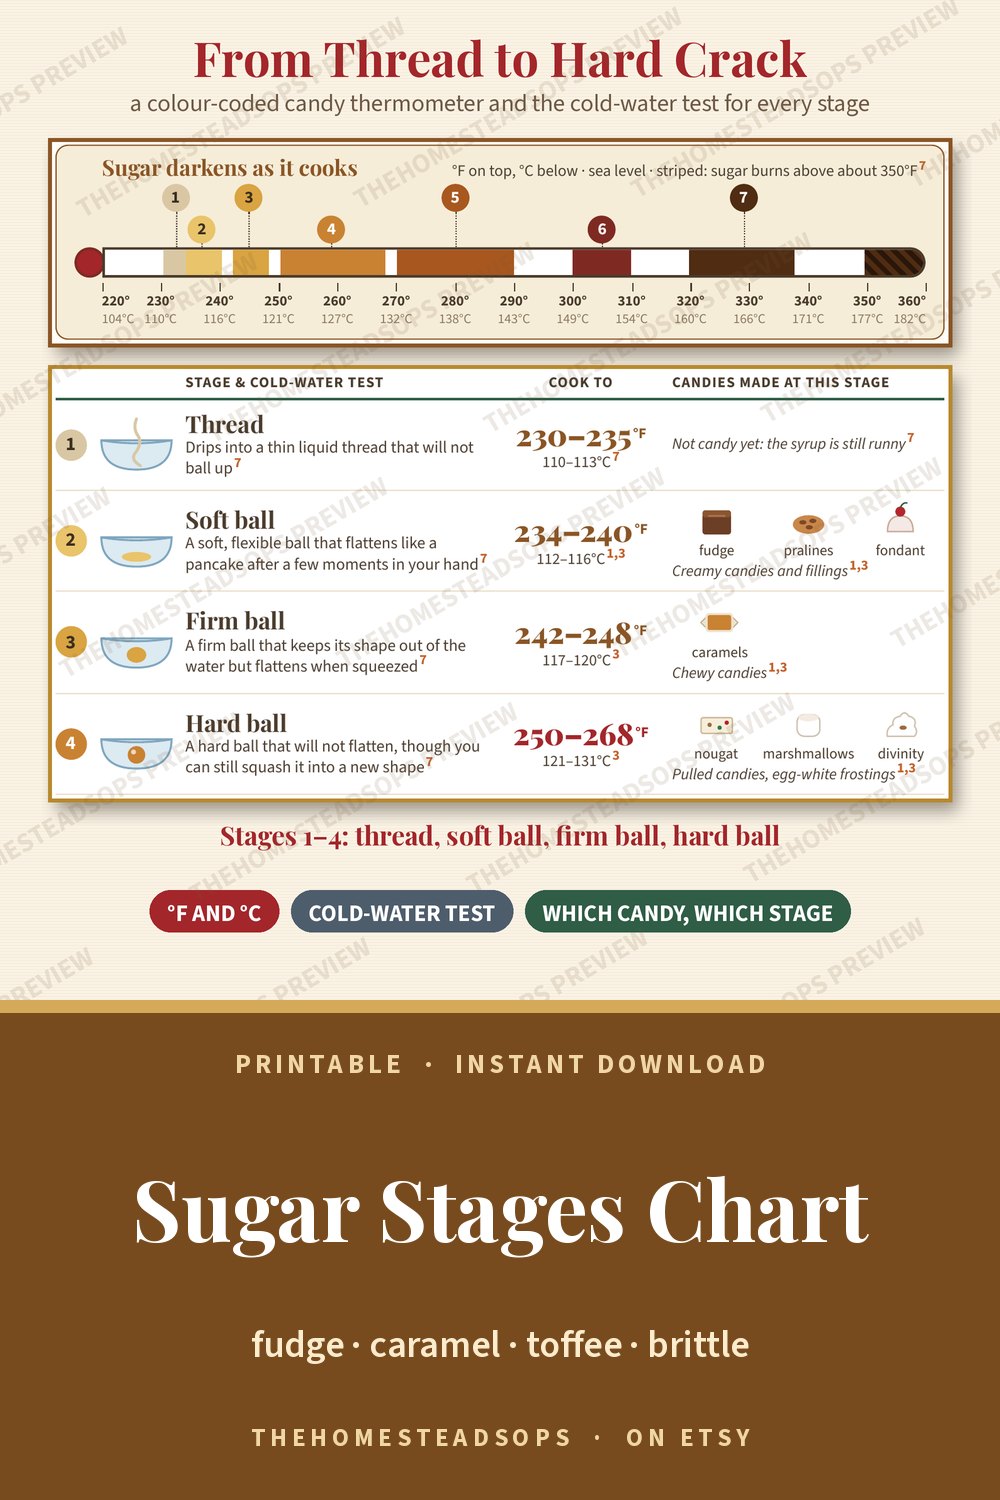 From Thread to Hard Crack
a colour-coded candy thermometer and the cold-water test for every stage
Sugar darkens as it cooks
°F on top, °C below · sea level · striped: sugar burns above about 350°F7
1 3 5 7
2 4 6
220° 230° 240° 250° 260° 270° 280° 290° 300° 310° 320° 330° 340° 350° 360°
104°C 110°C 116°C 121°C 127°C 132°C 138°C 143°C 149°C 154°C 160°C 166°C 171°C 177°C 182°C
STAGE & COLD-WATER TEST COOK TO CANDIES MADE AT THIS STAGE
1
Thread
Drips into a thin liquid thread that will not
ball up7
230–235°F
110–113°C7
Not candy yet: the syrup is still runny7
2
Soft ball
A soft, flexible ball that flattens like a
pancake after a few moments in your hand7
234–240°F
112–116°C1,3
fudge pralines fondant
Creamy candies and fillings1,3
3
Firm ball
A firm ball that keeps its shape out of the
water but flattens when squeezed7
242–248°F
117–120°C3
caramels
Chewy candies1,3
4
Hard ball
A hard ball that will not flatten, though you
can still squash it into a new shape7
250–268°F
121–131°C3
nougat marshmallows divinity
Pulled candies, egg-white frostings1,3
Stages 1–4: thread, soft ball, firm ball, hard ball
°F AND °C COLD-WATER TEST WHICH CANDY, WHICH STAGE
THEHOMESTEADSOPS PREVIEW
PRINTABLE · INSTANT DOWNLOAD
Sugar Stages Chart
fudge · caramel · toffee · brittle
THEHOMESTEADSOPS · ON ETSY